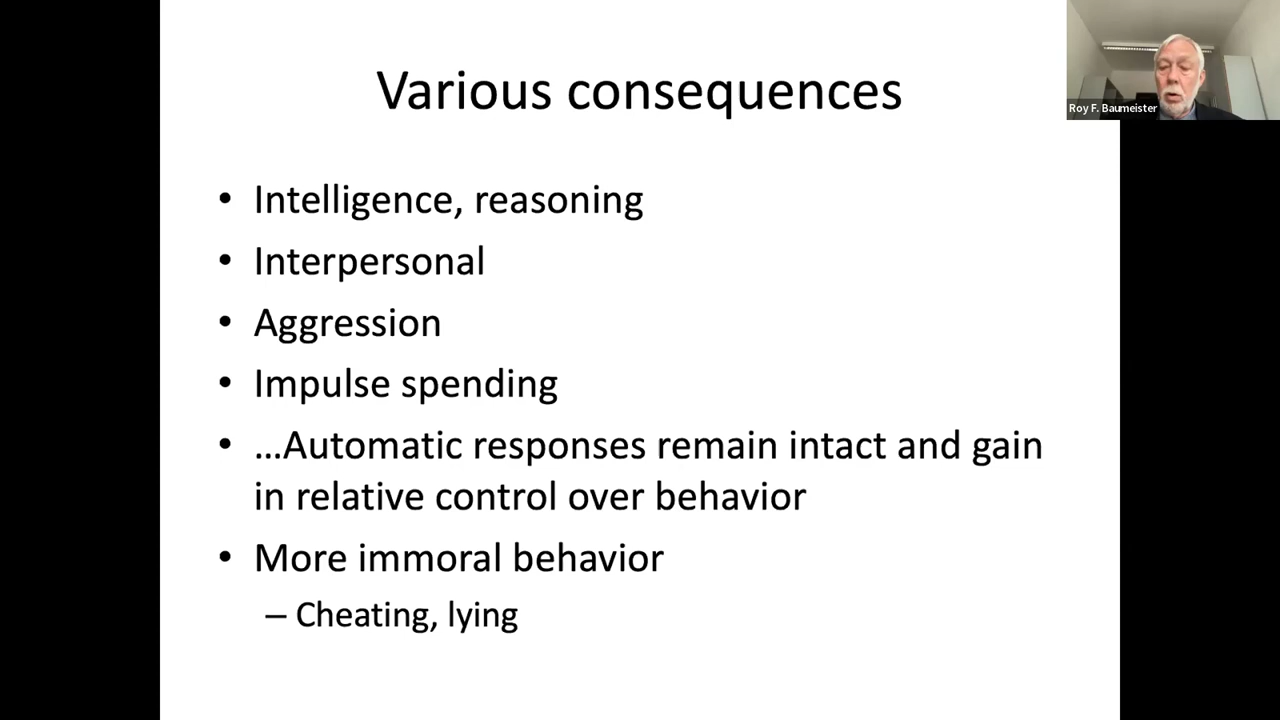 Various consequences
Roy F. Baumeister
• Intelligence, reasoning
• Interpersonal
• Aggression
• Impulse spending
• …Automatic responses remain intact and gain
in relative control over behavior
• More immoral behavior
– Cheating, lying